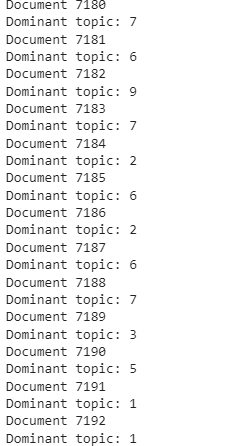 Document 7180
Dominant topic: 7
Document 7181
Dominant topic: 6
Document 7182
Dominant topic: 9
Document 7183
Dominant topic: 7
Document 7184
Dominant topic: 2
Document 7185
Dominant topic: 6
Document 7186
Dominant topic: 2
Document 7187
Dominant topic: 6
Document 7188
Dominant topic: 7
Document 7189
Dominant topic: 3
Document 7190
Dominant topic: 5
Document 7191
Dominant topic: 1
Document 7192
Dominant topic: 1